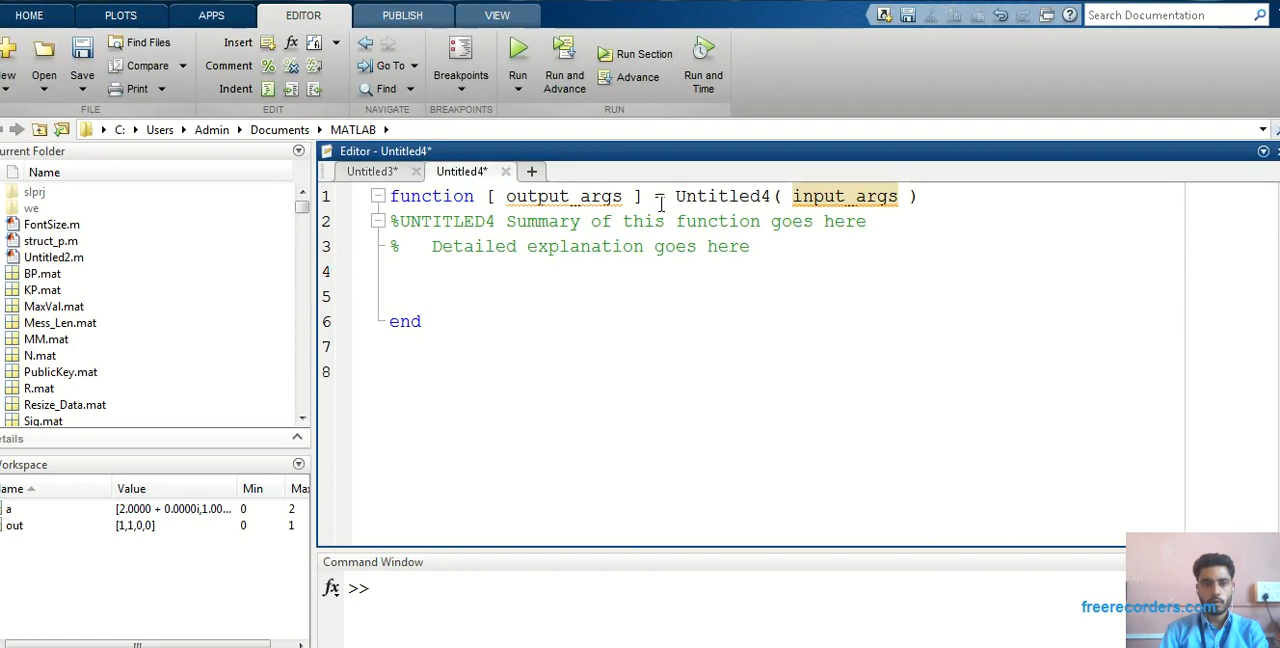 HOME PLOTS APPS EDITOR PUBLISH VIEW Search Documentation
Insert fx
Find Files
Compare
Print
Comment
Indent
Go To
Find
Run Section
Advance
Open Save Breakpoints Run Run and Advance Run and Time
FILE EDIT NAVIGATE BREAKPOINTS RUN
C: Users Admin Documents MATLAB
urrent Folder
Name
slprj
we
FontSize.m
struct_p.m
Untitled2.m
BP.mat
KP.mat
MaxVal.mat
Mess_Len.mat
MM.mat
N.mat
PublicKey.mat
R.mat
Resize_Data.mat
Sig.mat
etails
Workspace
ame Value Min Max
a [2.0000 + 0.0000i,1.00... 0 2
out [1,1,0,0] 0 1
Editor - Untitled4*
Untitled3* Untitled4*
1 function [ output_args ] = Untitled4( input_args )
2 %UNTITLED4 Summary of this function goes here
3 % Detailed explanation goes here
4
5
6 end
7
8
Command Window
fx >>
freerecorders.com